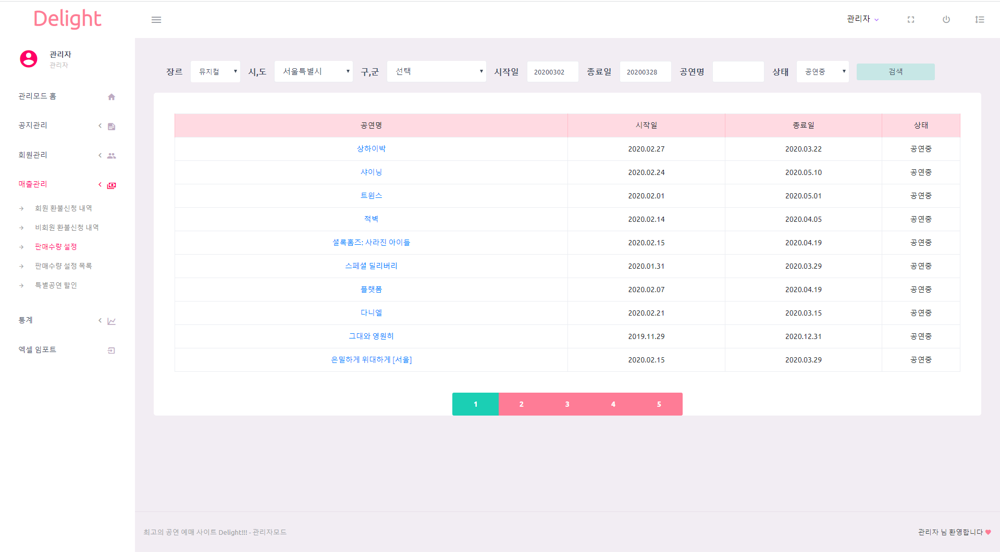 Delight
관리자
관리자
관리자
관리모드 홈
공지관리
회원관리
매출관리
회원 환불신청 내역
비회원 환불신청 내역
판매수량 설정
판매수량 설정 목록
특별공연 할인
통계
엑셀 임포트
장르 뮤지컬 시,도 서울특별시 구,군 선택 시작일 20200302 종료일 20200328 공연명 상태 공연중 검색
공연명 시작일 종료일 상태
상하이박 2020.02.27 2020.03.22 공연중
샤이닝 2020.02.24 2020.05.10 공연중
트윈스 2020.02.01 2020.05.01 공연중
적벽 2020.02.14 2020.04.05 공연중
셜록홈즈: 사라진 아이들 2020.02.15 2020.04.19 공연중
스페셜 딜리버리 2020.01.31 2020.03.29 공연중
플랫폼 2020.02.07 2020.04.19 공연중
다니엘 2020.02.21 2020.03.15 공연중
그대와 영원히 2019.11.29 2020.12.31 공연중
은밀하게 위대하게 [서울] 2020.02.15 2020.03.29 공연중
1 2 3 4 5
최고의 공연 예매 사이트 Delight!!! - 관리자모드
관리자 님 환영합니다